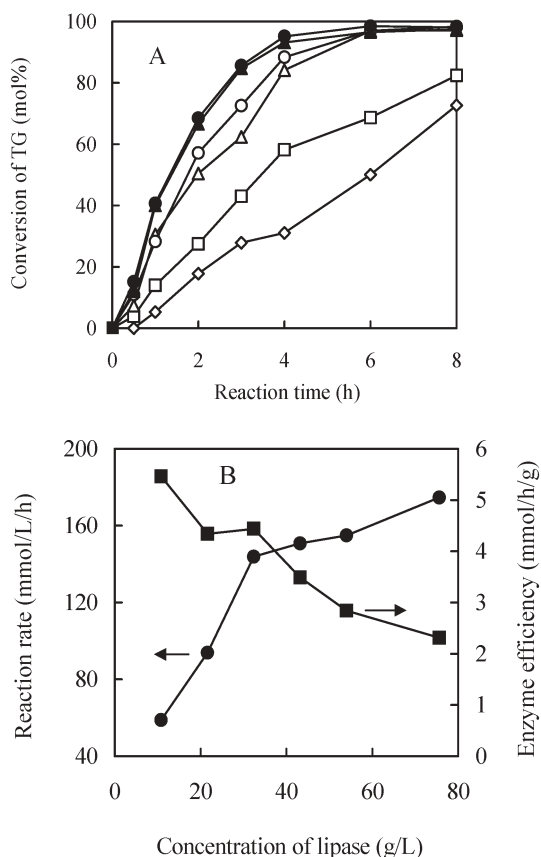 A
Conversion of TG (mol%)
100
80
60
40
20
0
0 2 4 6 8
Reaction time (h)
B
Reaction rate (mmol/L/h)
200
160
120
80
40
Enzyme efficiency (mmol/h/g)
6
5
4
3
2
1
0
0 20 40 60 80
Concentration of lipase (g/L)